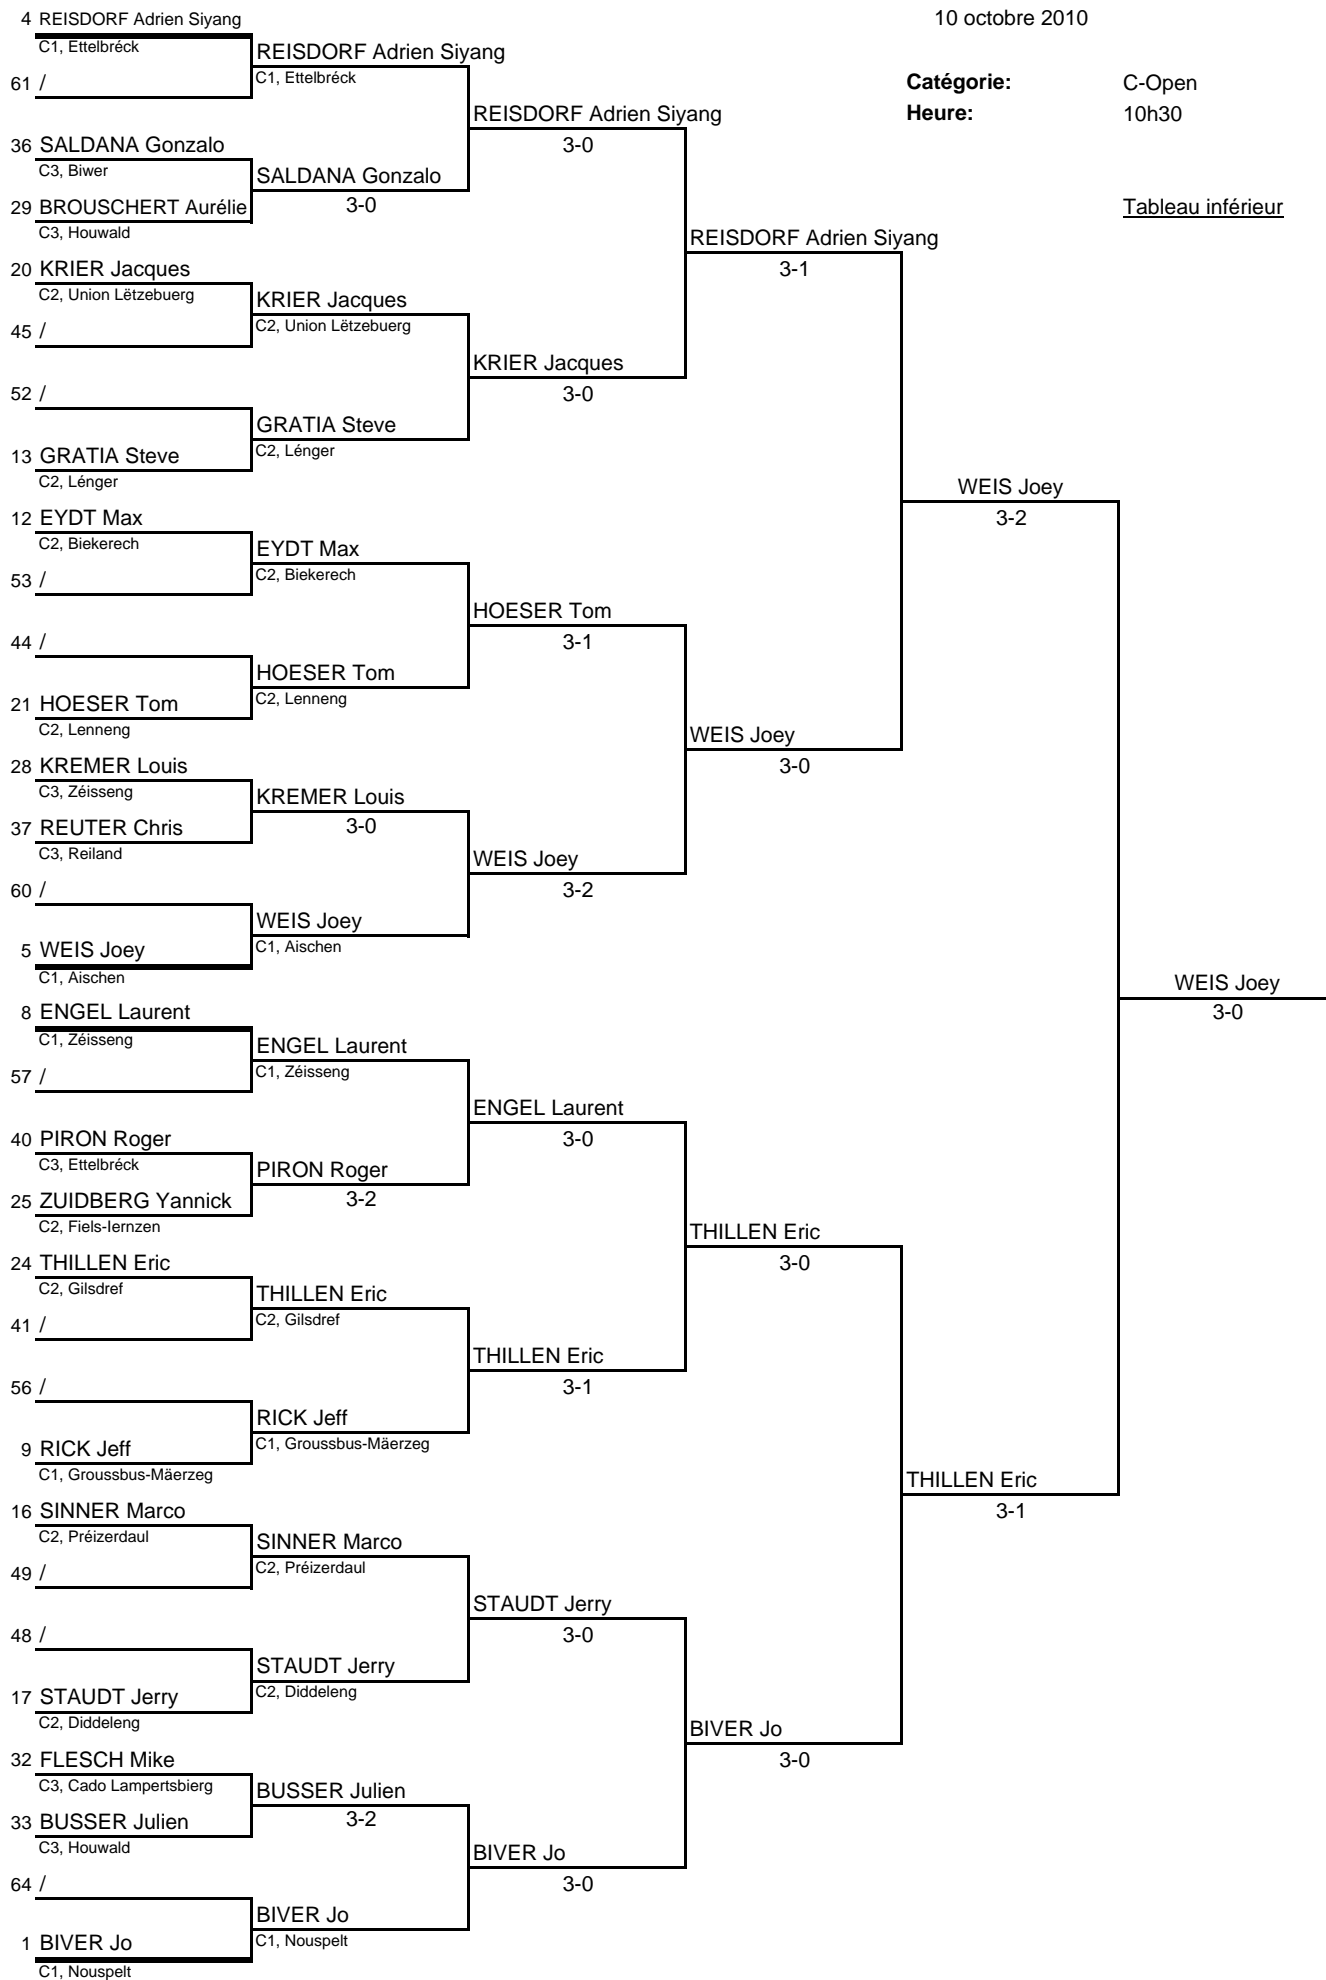 10 octobre 2010
Catégorie: C-Open
Heure: 10h30
Tableau inférieur
4 REISDORF Adrien Siyang
C1, Ettelbréck
61 /
36 SALDANA Gonzalo
C3, Biwer
29 BROUSCHERT Aurélie
C3, Houwald
20 KRIER Jacques
C2, Union Lëtzebuerg
45 /
52 /
13 GRATIA Steve
C2, Lénger
12 EYDT Max
C2, Biekerech
53 /
44 /
21 HOESER Tom
C2, Lenneng
28 KREMER Louis
C3, Zéisseng
37 REUTER Chris
C3, Reiland
60 /
5 WEIS Joey
C1, Aischen
8 ENGEL Laurent
C1, Zéisseng
57 /
40 PIRON Roger
C3, Ettelbréck
25 ZUIDBERG Yannick
C2, Fiels-Iernzen
24 THILLEN Eric
C2, Gilsdref
41 /
56 /
9 RICK Jeff
C1, Groussbus-Mäerzeg
16 SINNER Marco
C2, Préizerdaul
49 /
48 /
17 STAUDT Jerry
C2, Diddeleng
32 FLESCH Mike
C3, Cado Lampertsbierg
33 BUSSER Julien
C3, Houwald
64 /
1 BIVER Jo
C1, Nouspelt
REISDORF Adrien Siyang
C1, Ettelbréck
SALDANA Gonzalo
3-0
KRIER Jacques
C2, Union Lëtzebuerg
GRATIA Steve
C2, Lénger
EYDT Max
C2, Biekerech
HOESER Tom
C2, Lenneng
KREMER Louis
3-0
WEIS Joey
C1, Aischen
ENGEL Laurent
C1, Zéisseng
PIRON Roger
3-2
THILLEN Eric
C2, Gilsdref
RICK Jeff
C1, Groussbus-Mäerzeg
SINNER Marco
C2, Préizerdaul
STAUDT Jerry
C2, Diddeleng
BUSSER Julien
3-2
BIVER Jo
C1, Nouspelt
REISDORF Adrien Siyang
3-0
KRIER Jacques
3-0
HOESER Tom
3-1
WEIS Joey
3-2
ENGEL Laurent
3-0
THILLEN Eric
3-1
STAUDT Jerry
3-0
BIVER Jo
3-0
REISDORF Adrien Siyang
3-1
WEIS Joey
3-0
THILLEN Eric
3-0
BIVER Jo
3-0
WEIS Joey
3-2
THILLEN Eric
3-1
WEIS Joey
3-0